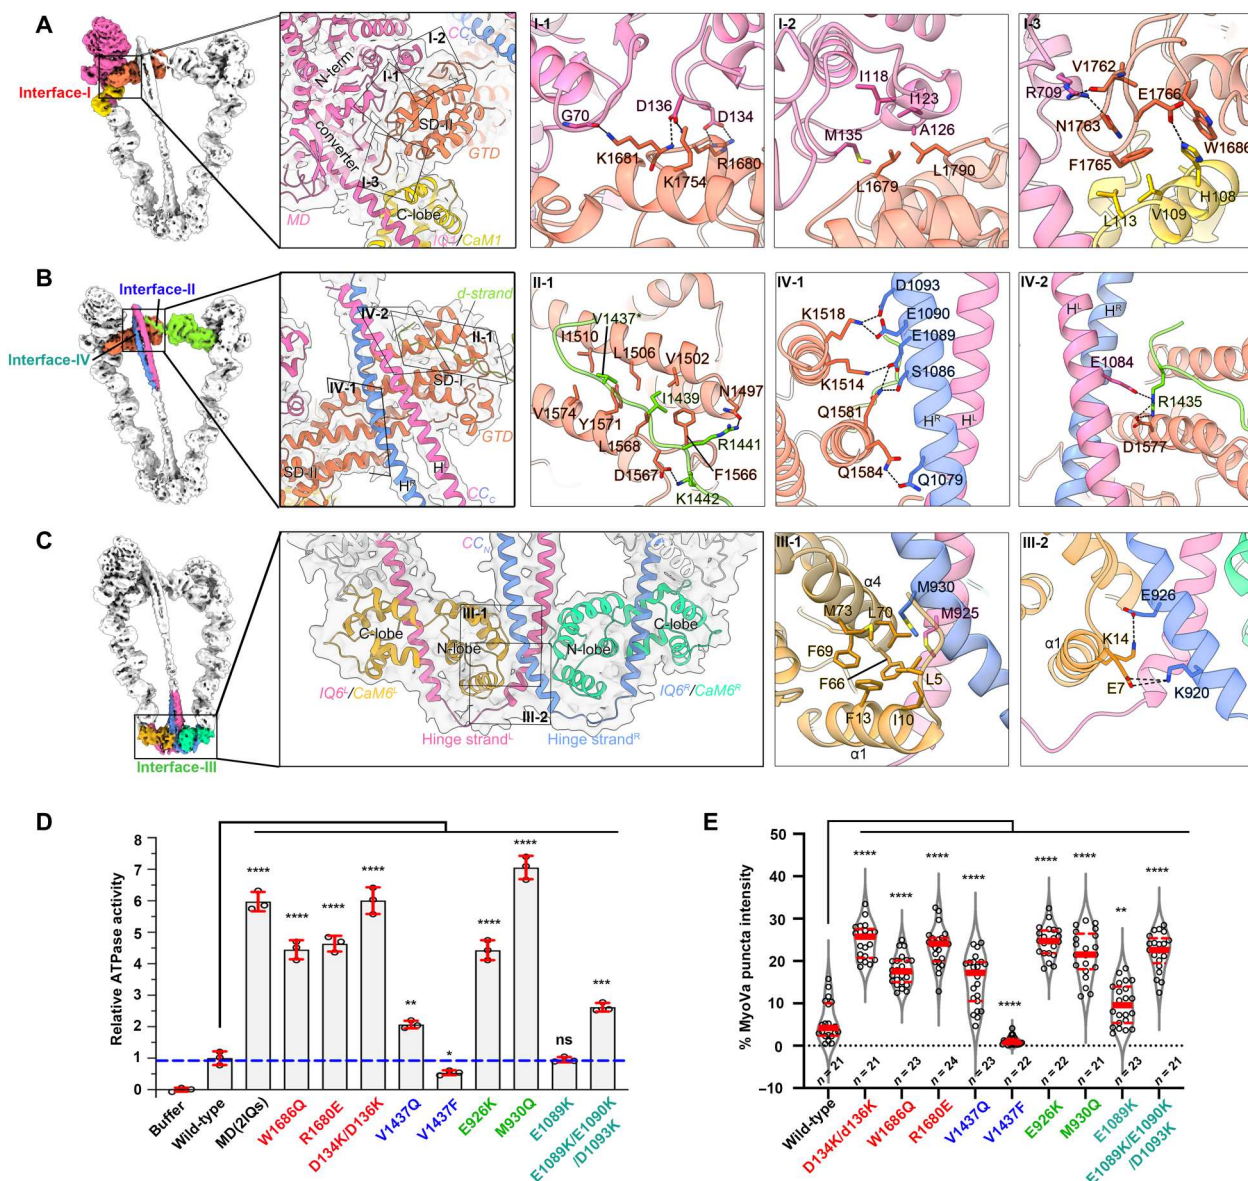 A
Interface-I
N-term
CC_C
I-2
I-1
SD-II
GTD
converter
I-3
MD
C-lobe
IQ1/CaM1
I-1
G70
D136
D134
K1681
K1754
R1680
I-2
I118
I123
A126
M135
L1679
L1790
I-3
V1762
R709
E1766
N1763
F1765
W1686
L113
V109
H108
B
Interface-II
Interface-IV
IV-2
d-strand
II-1
SD-I
IV-1
GTD
SD-II
H^R
H^L
CC_C
II-1
V1437*
I1510
L1506
V1502
N1497
I1439
V1574
Y1571
L1568
R1441
D1567
F1566
K1442
IV-1
D1093
K1518
E1090
E1089
K1514
S1086
Q1581
H^R
H^L
Q1584
Q1079
IV-2
H^L
H^R
E1084
R1435
D1577
C
Interface-III
CC_N
III-1
C-lobe
N-lobe
N-lobe
C-lobe
IQ6^L/CaM6^L
IQ6^R/CaM6^R
III-2
Hinge strand^L
Hinge strand^R
III-1
α4
M930
M73
L70
M925
F69
F66
L5
F13
I10
α1
III-2
E926
α1
K14
E7
K920
D
Relative ATPase activity
8
7
6
5
4
3
2
1
0
****
****
****
****
**
*
****
****
ns
***
Buffer
Wild-type
MD(2IQs)
W1686Q
R1680E
D134K/D136K
V1437Q
V1437F
E926K
M930Q
E1089K
E1089K/E1090K
/D1093K
E
% MyoVa puncta intensity
50
40
30
20
10
0
−10
****
****
****
****
****
****
****
**
****
n = 21
n = 21
n = 23
n = 24
n = 23
n = 22
n = 22
n = 21
n = 23
n = 21
Wild-type
D134K/d136K
W1686Q
R1680E
V1437Q
V1437F
E926K
M930Q
E1089K
E1089K/E1090K
/D1093K